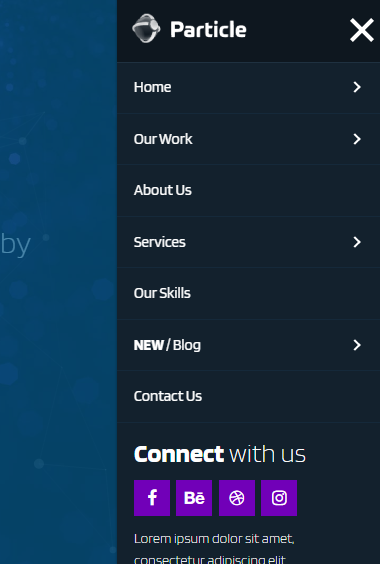 Particle
Home
Our Work
About Us
by
Services
Our Skills
NEW / Blog
Contact Us
Connect with us
Bē
Lorem ipsum dolor sit amet,
consectetur adipiscing elit